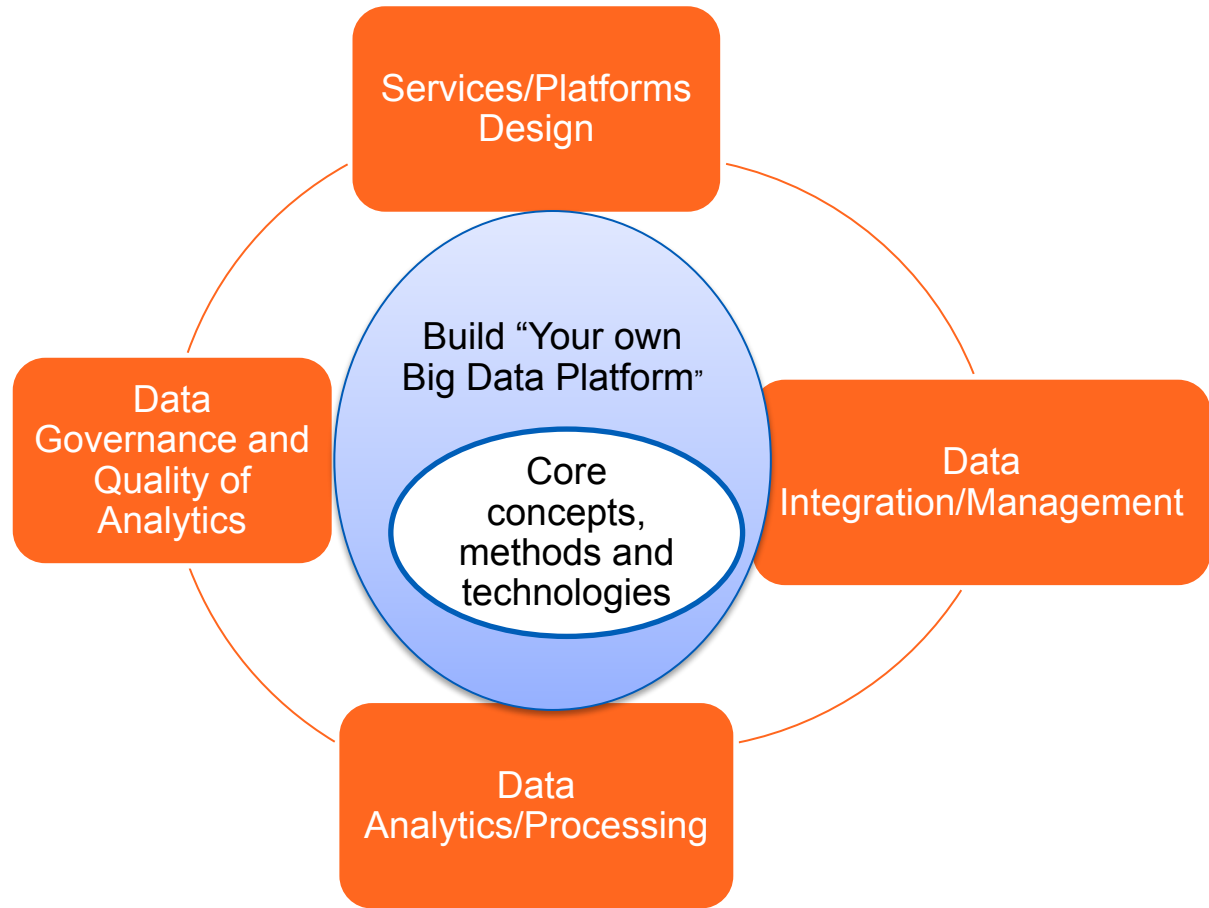 Services/Platforms
Design
Build “Your own
Big Data Platform”
Data
Governance and
Quality of
Analytics
Core
concepts,
methods and
technologies
Data
Integration/Management
Data
Analytics/Processing